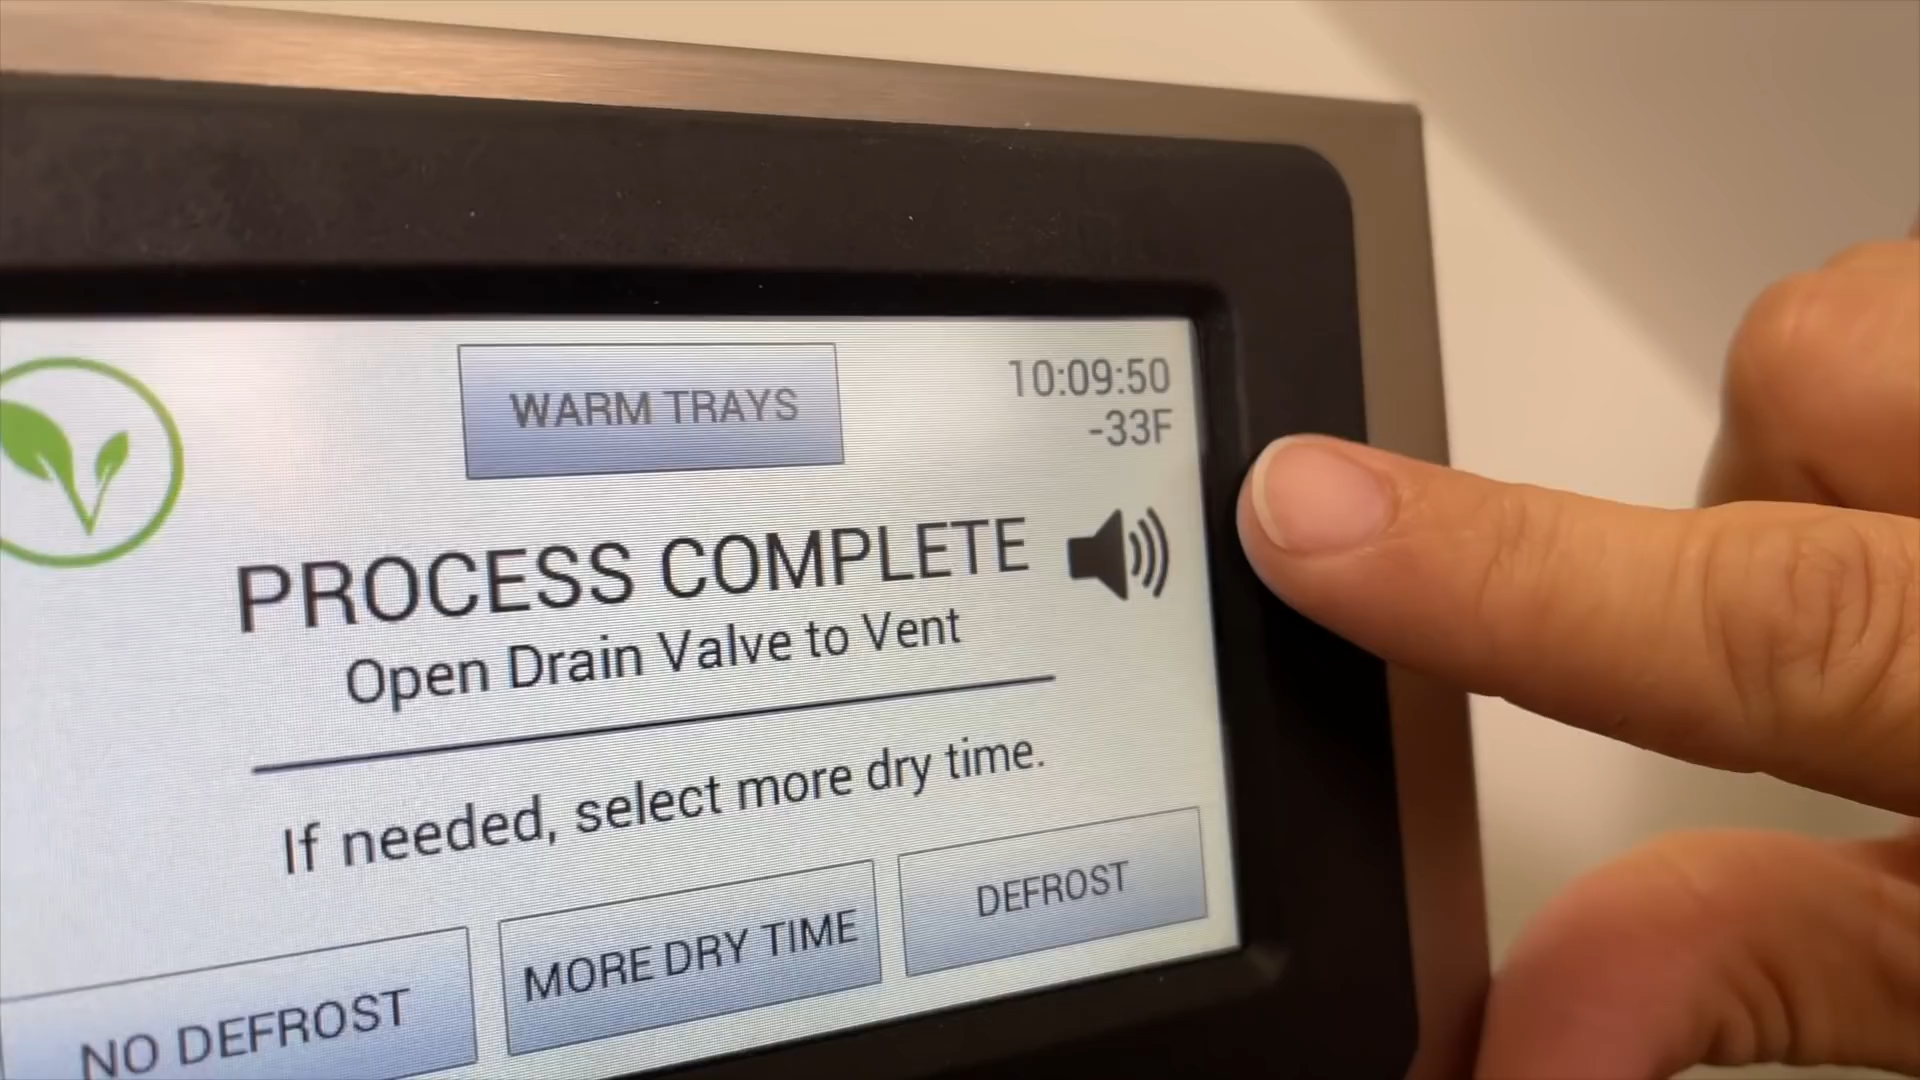 WARM TRAYS
10:09:50
-33F
PROCESS COMPLETE
Open Drain Valve to Vent
If needed, select more dry time.
NO DEFROST
MORE DRY TIME
DEFROST